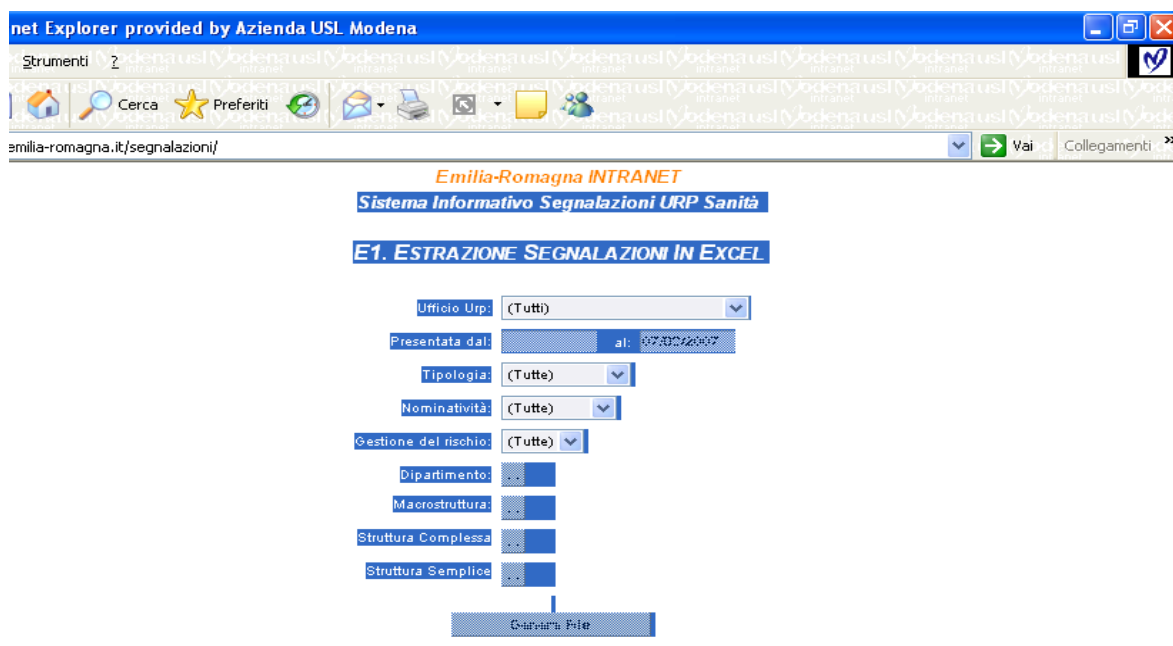 net Explorer provided by Azienda USL Modena
Strumenti ?
Cerca Preferiti
emilia-romagna.it/segnalazioni/ Vai Collegamenti »
Emilia-Romagna INTRANET
Sistema Informativo Segnalazioni URP Sanità
E1. ESTRAZIONE SEGNALAZIONI IN EXCEL
Ufficio Urp: (Tutti)
Presentata dal: al:
Tipologia: (Tutte)
Nominatività: (Tutte)
Gestione del rischio: (Tutte)
Dipartimento: ..
Macrostruttura: ..
Struttura Complessa ..
Struttura Semplice ..
File